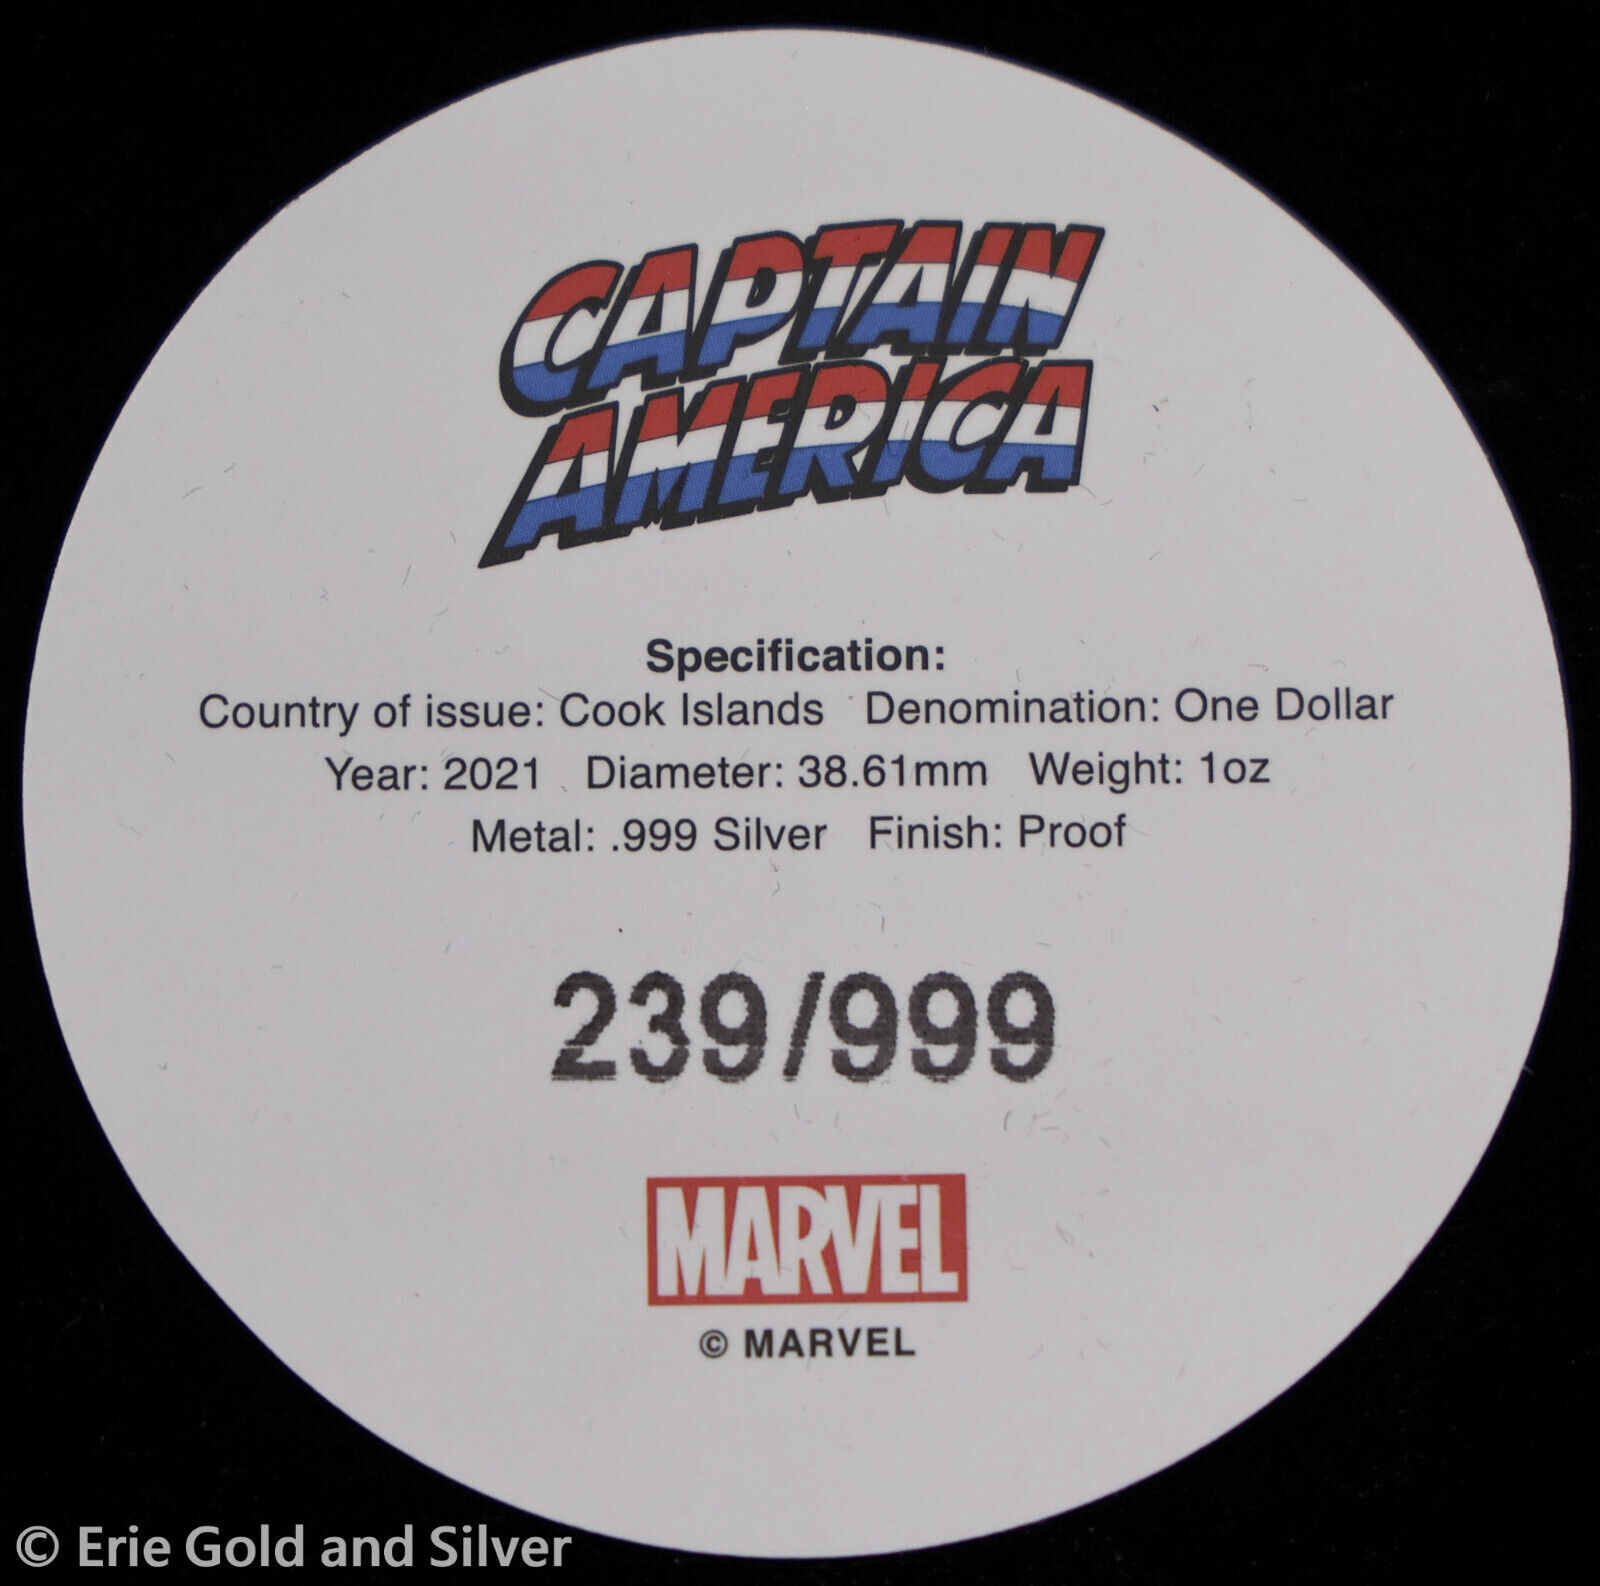 CAPTAIN
AMERICA
Specification:
Country of issue: Cook Islands Denomination: One Dollar
Year: 2021 Diameter: 38.61mm Weight: 1oz
Metal: .999 Silver Finish: Proof
239/999
MARVEL
© MARVEL
© Erie Gold and Silver